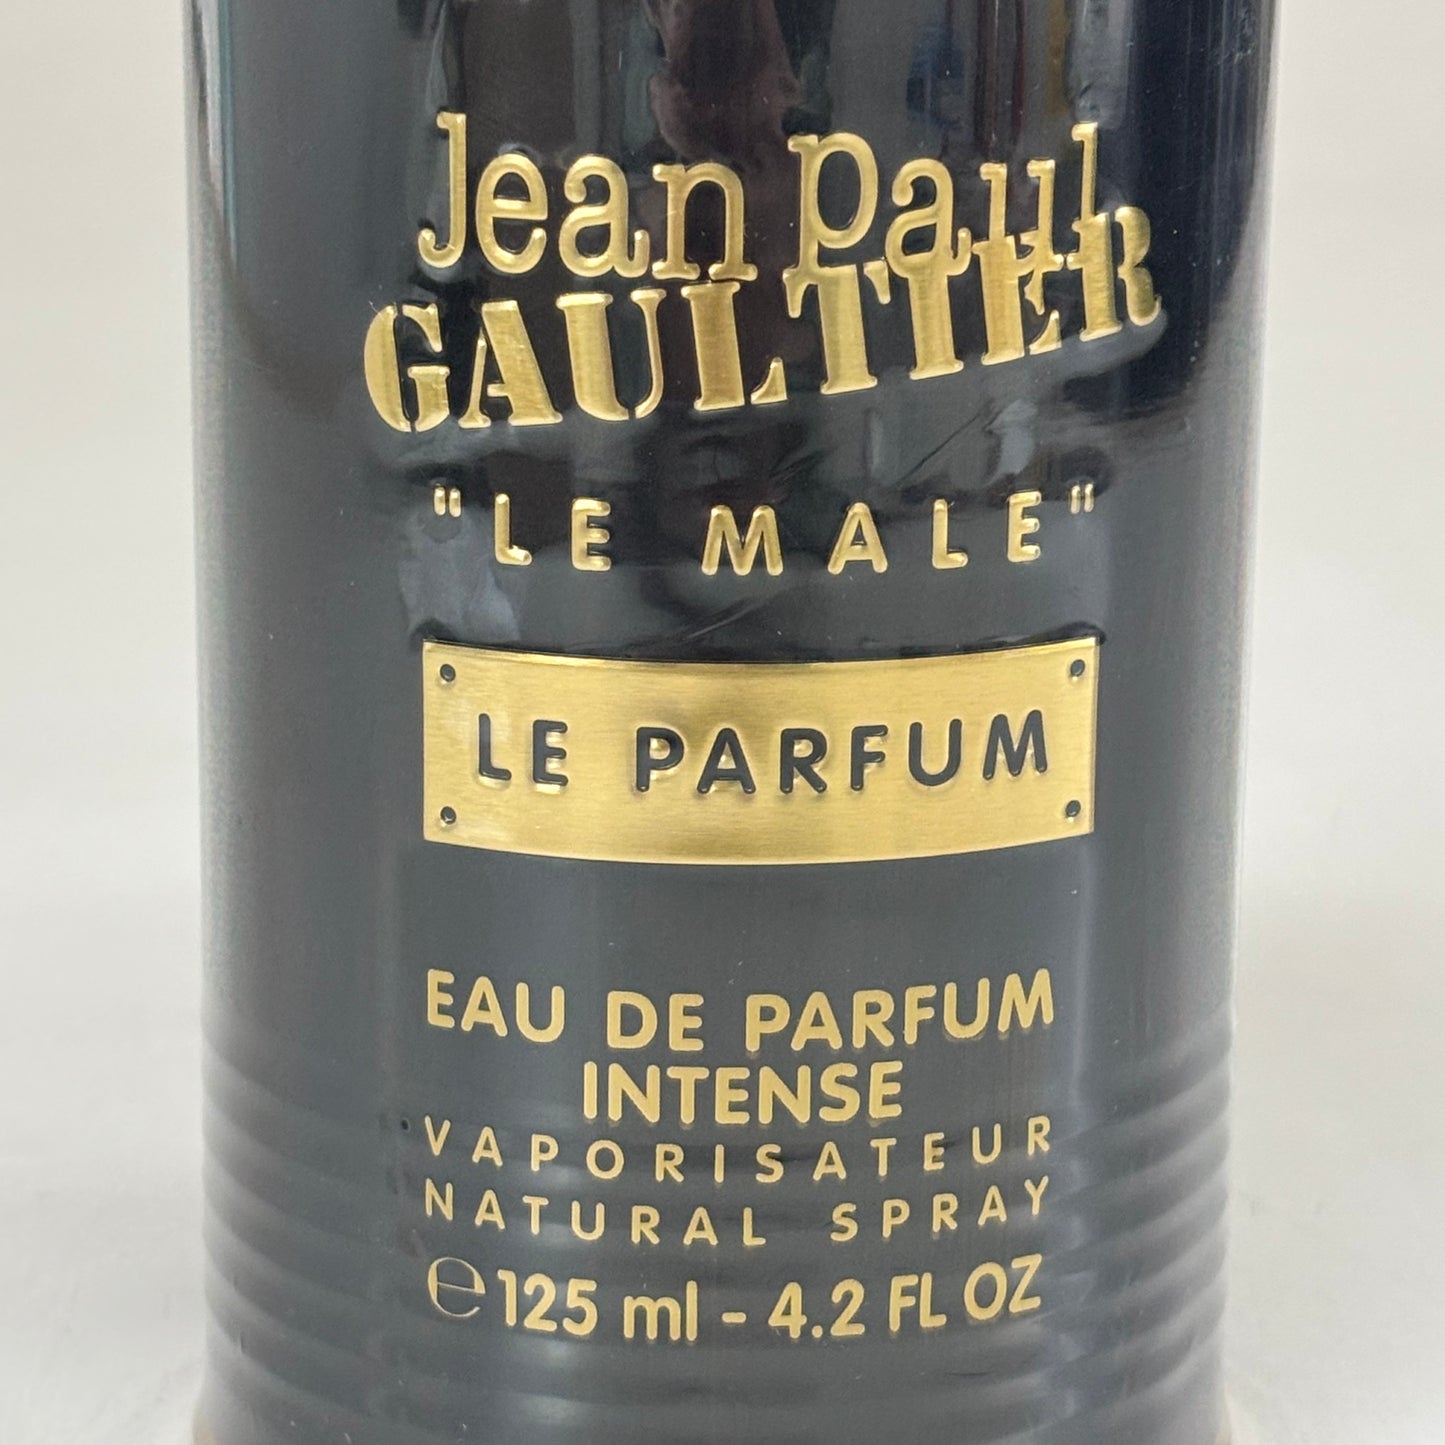 Jean Paul
GAULTIER
"LE MALE"
LE PARFUM
EAU DE PARFUM
INTENSE
VAPORISATEUR
NATURAL SPRAY
℮ 125 ml - 4.2 FL OZ